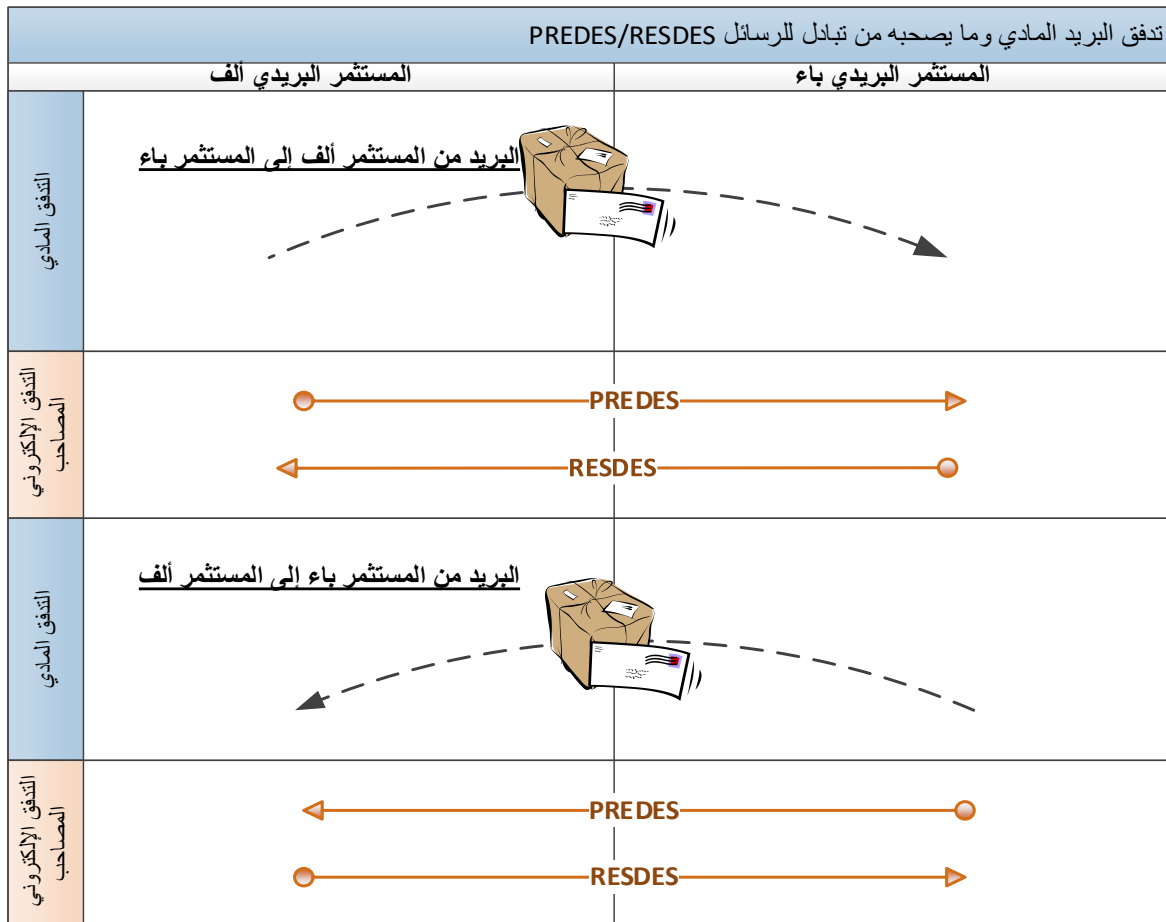 تدفق البريد المادي وما يصحبه من تبادل للرسائل PREDES/RESDES
المستثمر البريدي باء
المستثمر البريدي ألف
التدفق المادي
البريد من المستثمر ألف إلى المستثمر باء
التدفق الإلكتروني
المصاحب
PREDES
RESDES
التدفق المادي
البريد من المستثمر باء إلى المستثمر ألف
التدفق الإلكتروني
المصاحب
PREDES
RESDES